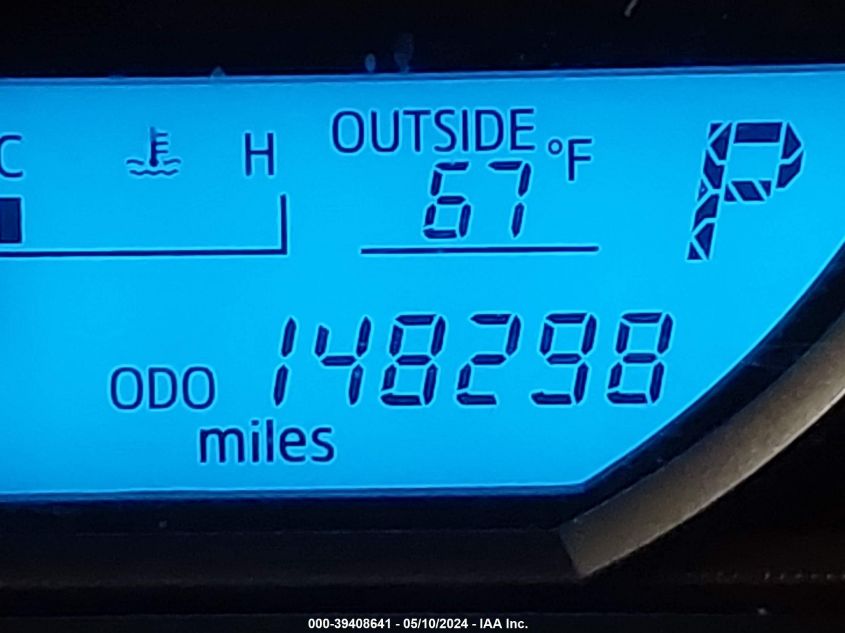 C H OUTSIDE °F P
67
ODO 148298
miles
000-39408641 - 05/10/2024 - IAA Inc.